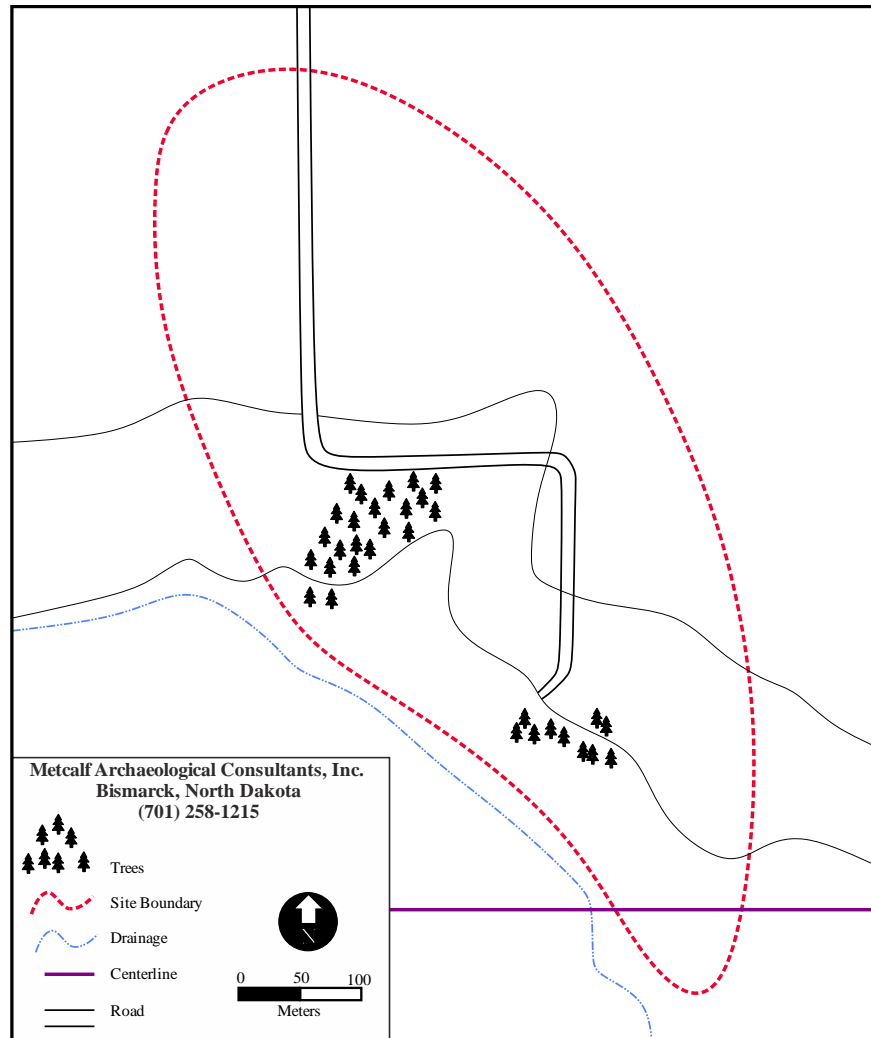 Metcalf Archaeological Consultants, Inc.
Bismarck, North Dakota
(701) 258-1215
Trees
Site Boundary
Drainage
Centerline
Road
N
0 50 100
Meters